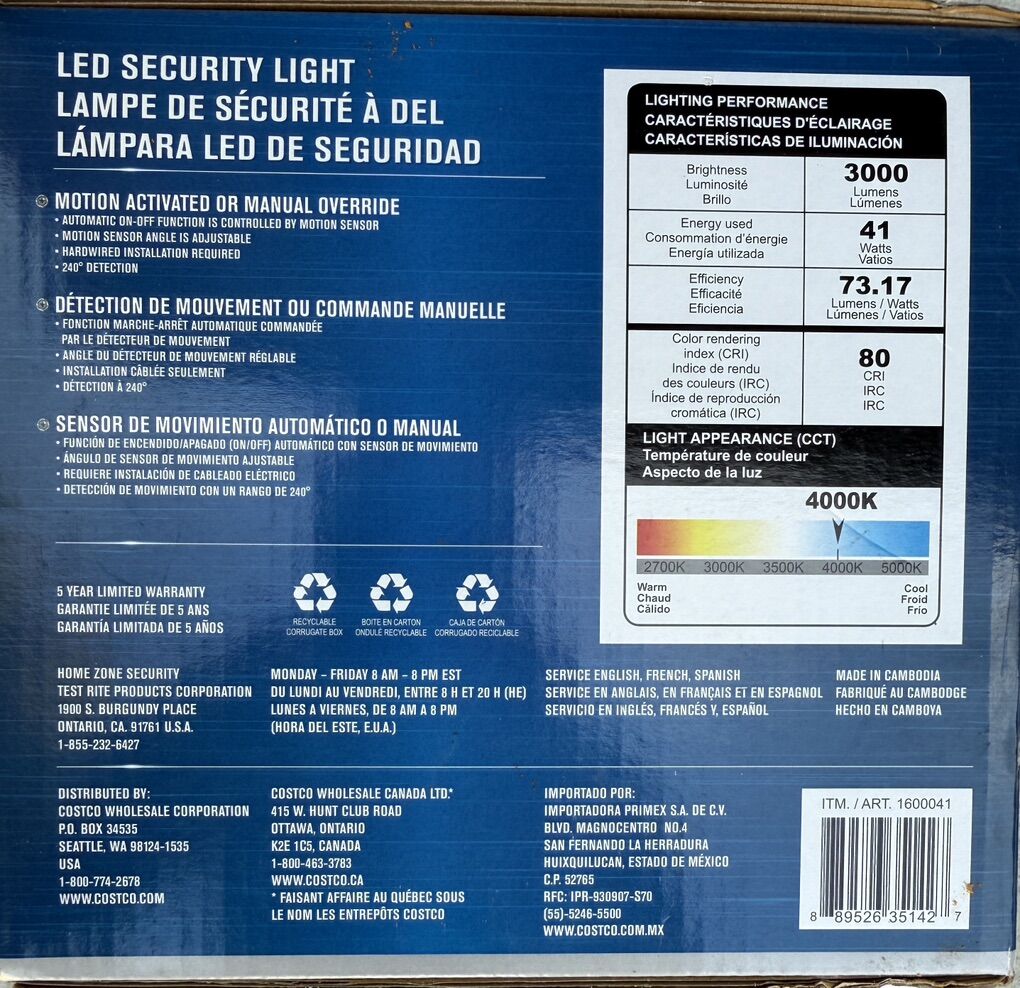 LED SECURITY LIGHT
LAMPE DE SÉCURITÉ À DEL
LÁMPARA LED DE SEGURIDAD
MOTION ACTIVATED OR MANUAL OVERRIDE
• AUTOMATIC ON-OFF FUNCTION IS CONTROLLED BY MOTION SENSOR
• MOTION SENSOR ANGLE IS ADJUSTABLE
• HARDWIRED INSTALLATION REQUIRED
• 240° DETECTION
DÉTECTION DE MOUVEMENT OU COMMANDE MANUELLE
• FONCTION MARCHE-ARRÊT AUTOMATIQUE COMMANDÉE
PAR LE DÉTECTEUR DE MOUVEMENT
• ANGLE DU DÉTECTEUR DE MOUVEMENT RÉGLABLE
• INSTALLATION CÂBLÉE SEULEMENT
• DÉTECTION À 240°
SENSOR DE MOVIMIENTO AUTOMÁTICO O MANUAL
• FUNCIÓN DE ENCENDIDO/APAGADO (ON/OFF) AUTOMÁTICO CON SENSOR DE MOVIMIENTO
• ÁNGULO DE SENSOR DE MOVIMIENTO AJUSTABLE
• REQUIERE INSTALACIÓN DE CABLEADO ELÉCTRICO
• DETECCIÓN DE MOVIMIENTO CON UN RANGO DE 240°
LIGHTING PERFORMANCE
CARACTÉRISTIQUES D'ÉCLAIRAGE
CARACTERÍSTICAS DE ILUMINACIÓN
Brightness
Luminosité
Brillo
3000
Lumens
Lúmenes
Energy used
Consommation d'énergie
Energía utilizada
41
Watts
Vatios
Efficiency
Efficacité
Eficiencia
73.17
Lumens / Watts
Lúmenes / Vatios
Color rendering
index (CRI)
Indice de rendu
des couleurs (IRC)
Índice de reproducción
cromática (IRC)
80
CRI
IRC
IRC
LIGHT APPEARANCE (CCT)
Température de couleur
Aspecto de la luz
4000K
2700K 3000K 3500K 4000K 5000K
Warm
Chaud
Cálido
Cool
Froid
Frío
5 YEAR LIMITED WARRANTY
GARANTIE LIMITÉE DE 5 ANS
GARANTÍA LIMITADA DE 5 AÑOS
RECYCLABLE
CORRUGATE BOX
BOITE EN CARTON
ONDULÉ RECYCLABLE
CAJA DE CARTÓN
CORRUGADO RECICLABLE
HOME ZONE SECURITY
TEST RITE PRODUCTS CORPORATION
1900 S. BURGUNDY PLACE
ONTARIO, CA. 91761 U.S.A.
1-855-232-6427
MONDAY – FRIDAY 8 AM – 8 PM EST
DU LUNDI AU VENDREDI, ENTRE 8 H ET 20 H (HE)
LUNES A VIERNES, DE 8 AM A 8 PM
(HORA DEL ESTE, E.U.A.)
SERVICE ENGLISH, FRENCH, SPANISH
SERVICE EN ANGLAIS, EN FRANÇAIS ET EN ESPAGNOL
SERVICIO EN INGLÉS, FRANCÉS Y, ESPAÑOL
MADE IN CAMBODIA
FABRIQUÉ AU CAMBODGE
HECHO EN CAMBOYA
DISTRIBUTED BY:
COSTCO WHOLESALE CORPORATION
P.O. BOX 34535
SEATTLE, WA 98124-1535
USA
1-800-774-2678
WWW.COSTCO.COM
COSTCO WHOLESALE CANADA LTD.*
415 W. HUNT CLUB ROAD
OTTAWA, ONTARIO
K2E 1C5, CANADA
1-800-463-3783
WWW.COSTCO.CA
* FAISANT AFFAIRE AU QUÉBEC SOUS
LE NOM LES ENTREPÔTS COSTCO
IMPORTADO POR:
IMPORTADORA PRIMEX S.A. DE C.V.
BLVD. MAGNOCENTRO NO.4
SAN FERNANDO LA HERRADURA
HUIXQUILUCAN, ESTADO DE MÉXICO
C.P. 52765
RFC: IPR-930907-S70
(55)-5246-5500
WWW.COSTCO.COM.MX
ITM. / ART. 1600041
8 89526 35142 7